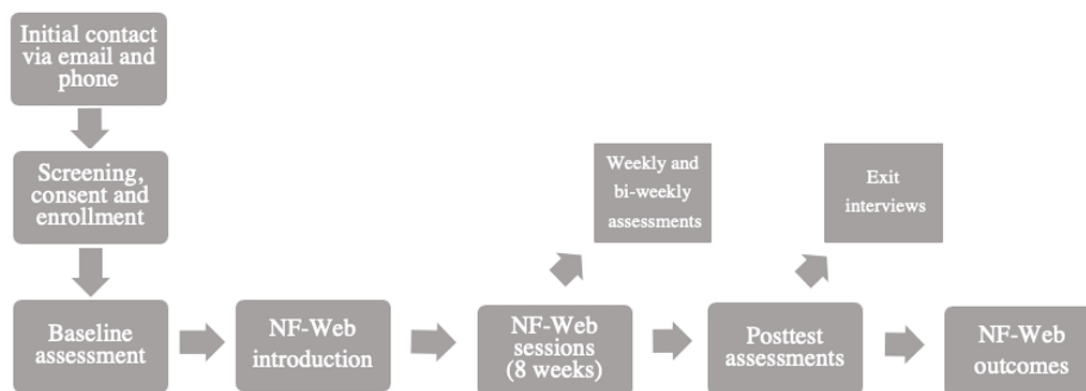 Initial contact
via email and
phone
Screening,
consent and
enrollment
Weekly and
bi-weekly
assessments
Exit
interviews
Baseline
assessment
NF-Web
introduction
NF-Web
sessions
(8 weeks)
Posttest
assessments
NF-Web
outcomes